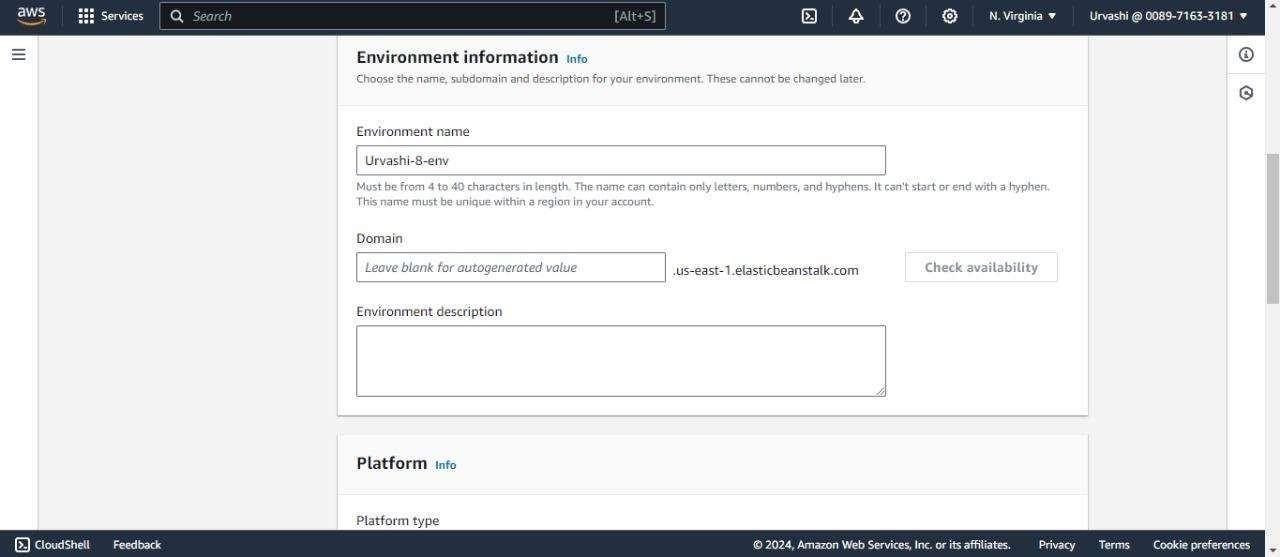 aws
Services
Search
[Alt+S]
N. Virginia
Urvashi @ 0089-7163-3181
Environment information Info
Choose the name, subdomain and description for your environment. These cannot be changed later.
Environment name
Urvashi-8-env
Must be from 4 to 40 characters in length. The name can contain only letters, numbers, and hyphens. It can't start or end with a hyphen.
This name must be unique within a region in your account.
Domain
Leave blank for autogenerated value
.us-east-1.elasticbeanstalk.com
Check availability
Environment description
Platform Info
Platform type
CloudShell
Feedback
© 2024, Amazon Web Services, Inc. or its affiliates.
Privacy
Terms
Cookie preferences